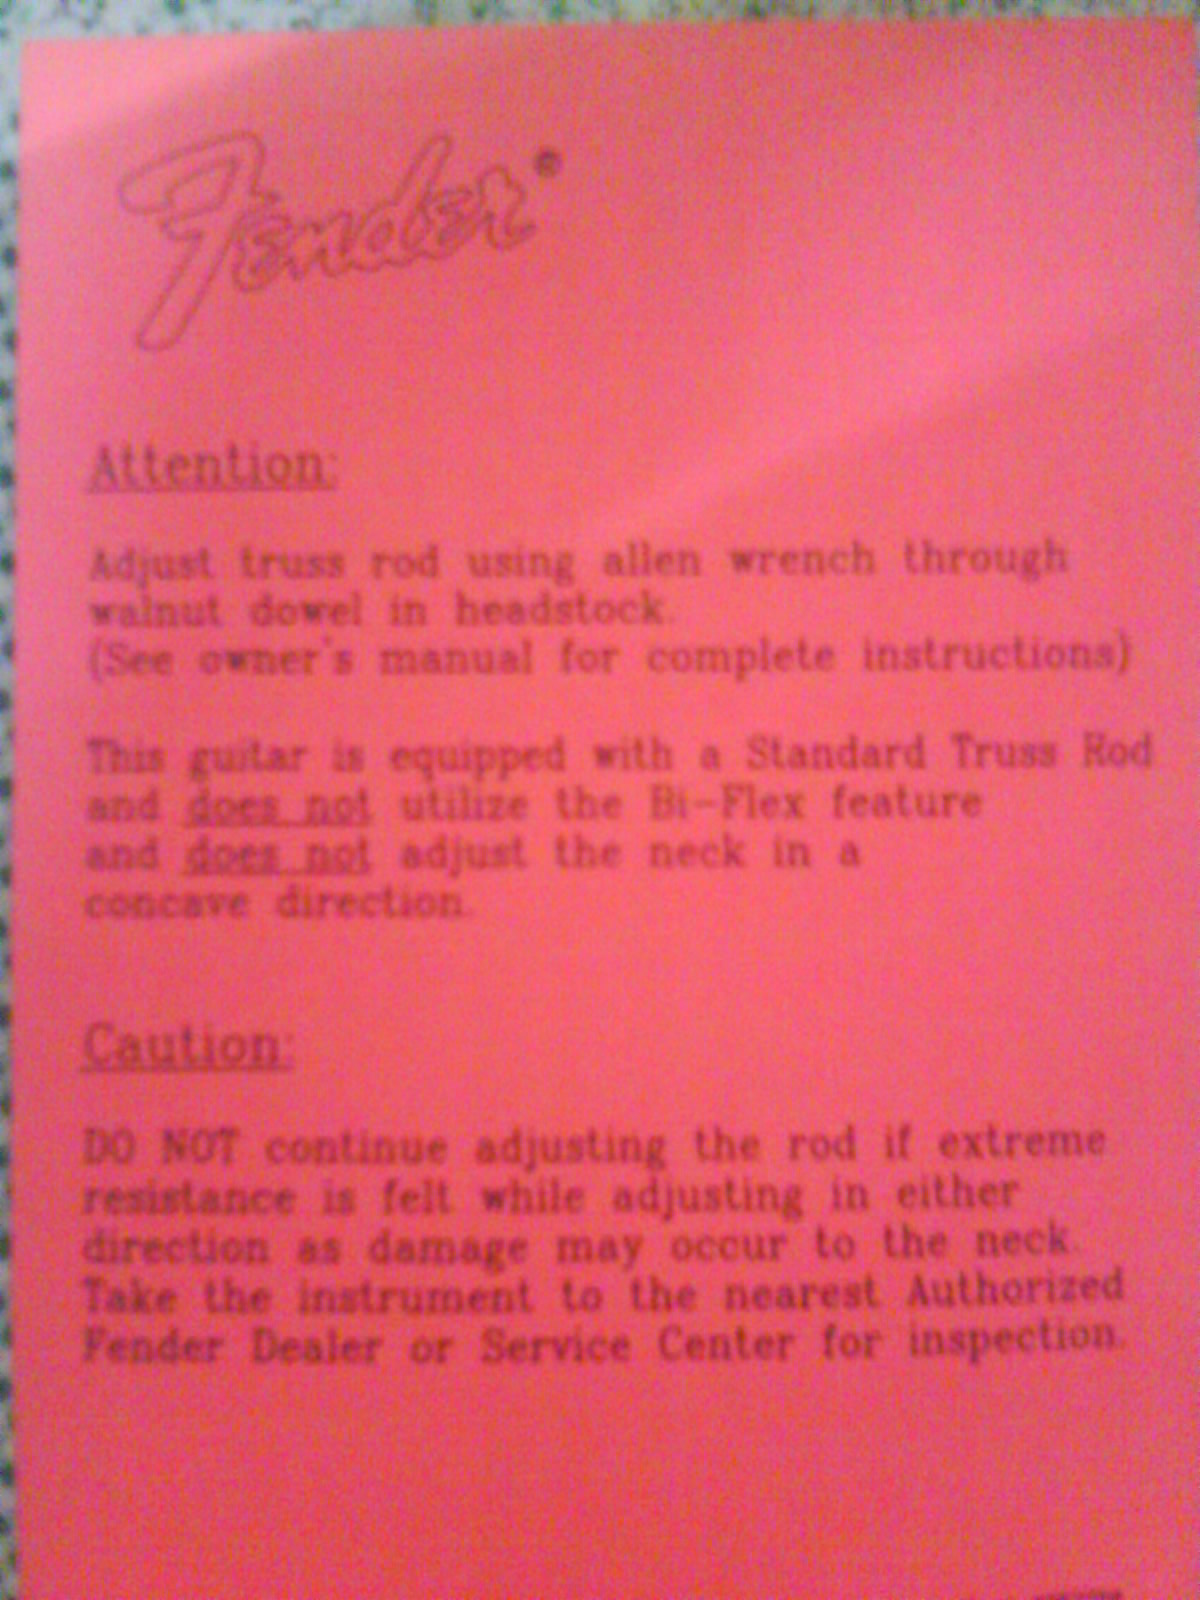 Fender®
Attention:
Adjust truss rod using allen wrench through
walnut dowel in headstock.
(See owner's manual for complete instructions)
This guitar is equipped with a Standard Truss Rod
and does not utilize the Bi-Flex feature
and does not adjust the neck in a
concave direction.
Caution:
DO NOT continue adjusting the rod if extreme
resistance is felt while adjusting in either
direction as damage may occur to the neck.
Take the instrument to the nearest Authorized
Fender Dealer or Service Center for inspection.